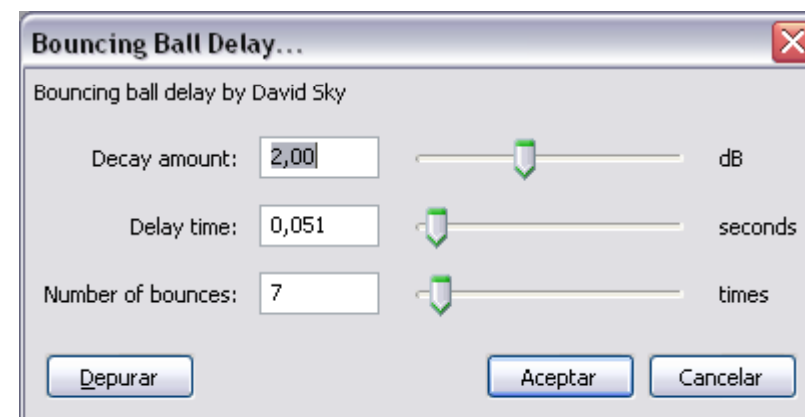 Bouncing Ball Delay...
Bouncing ball delay by David Sky
Decay amount: 2,00 dB
Delay time: 0,051 seconds
Number of bounces: 7 times
Depurar Aceptar Cancelar